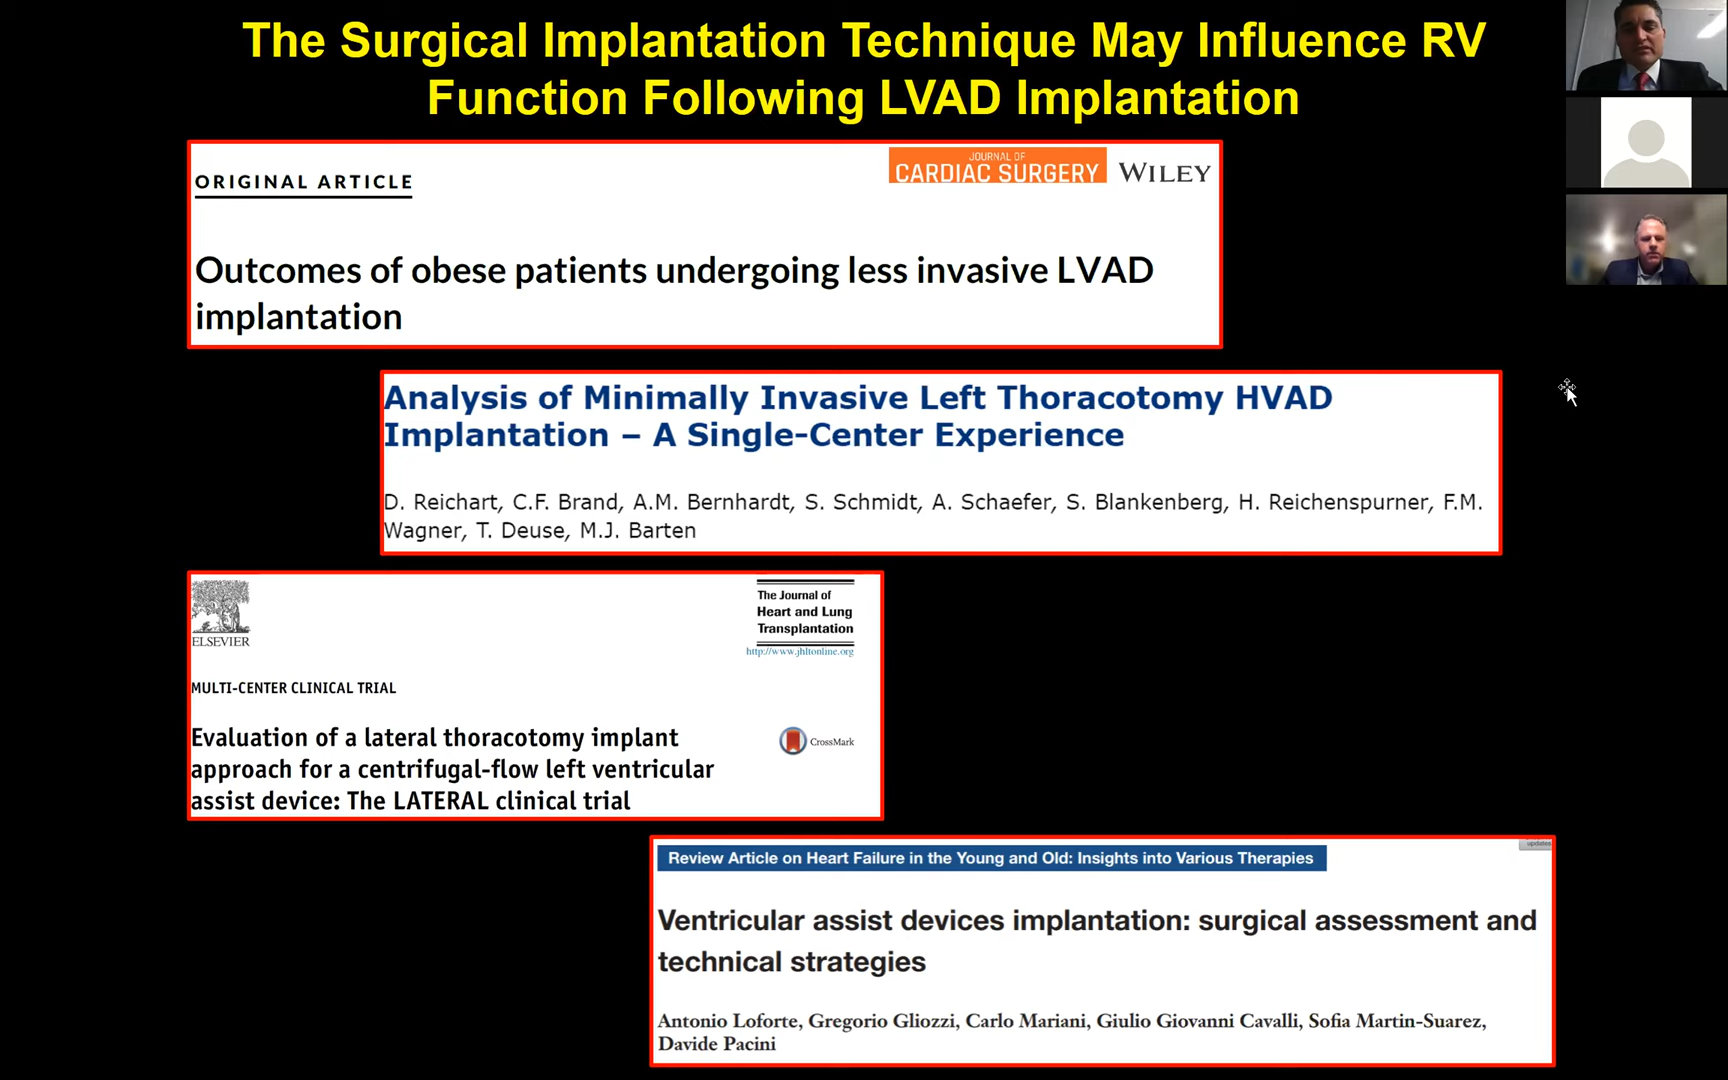 The Surgical Implantation Technique May Influence RV
Function Following LVAD Implantation
ORIGINAL ARTICLE
JOURNAL OF
CARDIAC SURGERY WILEY
Outcomes of obese patients undergoing less invasive LVAD
implantation
Analysis of Minimally Invasive Left Thoracotomy HVAD
Implantation – A Single-Center Experience
D. Reichart, C.F. Brand, A.M. Bernhardt, S. Schmidt, A. Schaefer, S. Blankenberg, H. Reichenspurner, F.M.
Wagner, T. Deuse, M.J. Barten
ELSEVIER
The Journal of
Heart and Lung
Transplantation
http://www.jhltonline.org
MULTI-CENTER CLINICAL TRIAL
Evaluation of a lateral thoracotomy implant
approach for a centrifugal-flow left ventricular
assist device: The LATERAL clinical trial
CrossMark
updates
Review Article on Heart Failure in the Young and Old: Insights into Various Therapies
Ventricular assist devices implantation: surgical assessment and
technical strategies
Antonio Loforte, Gregorio Gliozzi, Carlo Mariani, Giulio Giovanni Cavalli, Sofia Martin-Suarez,
Davide Pacini